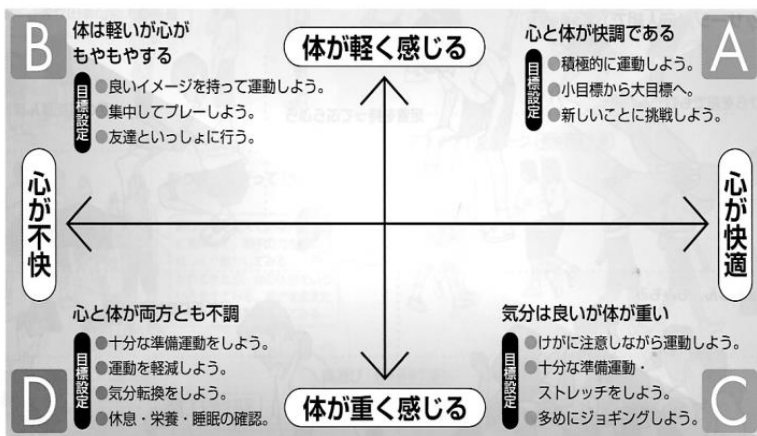 B
体は軽いが心が
もやもやする
目標設定
●良いイメージを持って運動しよう。
●集中してプレーしよう。
●友達といっしょに行う。
体が軽く感じる
心と体が快調である
A
目標設定
●積極的に運動しよう。
●小目標から大目標へ。
●新しいことに挑戦しよう。
心が不快
心が快適
心と体が両方とも不調
D
目標設定
●十分な準備運動をしよう。
●運動を軽減しよう。
●気分転換をしよう。
●休息・栄養・睡眠の確認。
体が重く感じる
気分は良いが体が重い
目標設定
●けがに注意しながら運動しよう。
●十分な準備運動・
ストレッチをしよう。
●多めにジョギングしよう。
C